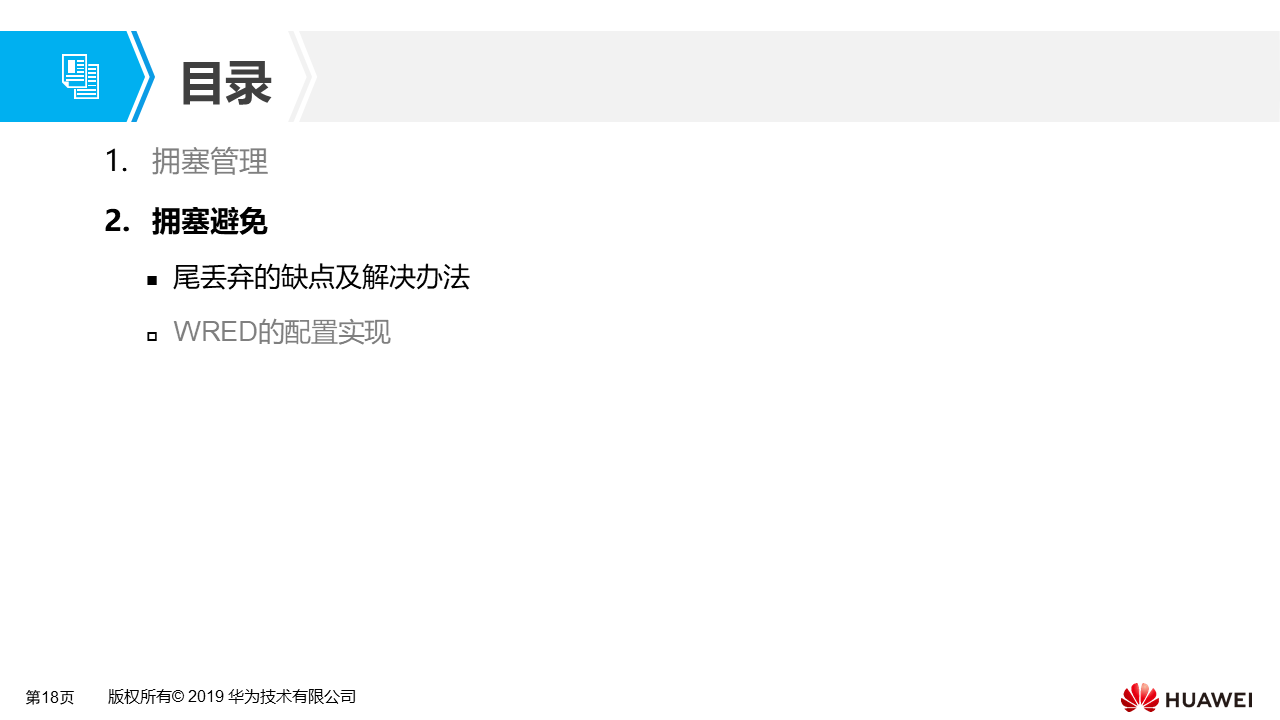 目录
1. 拥塞管理
2. 拥塞避免
▪ 尾丢弃的缺点及解决办法
▫ WRED的配置实现
第18页 版权所有© 2019 华为技术有限公司
HUAWEI